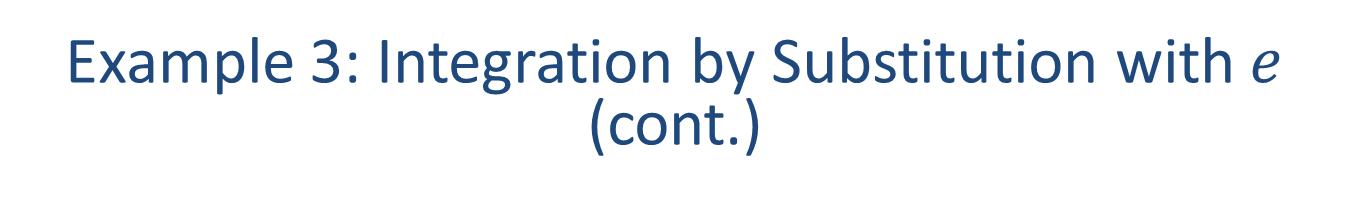 Example 3: Integration by Substitution with e
(cont.)